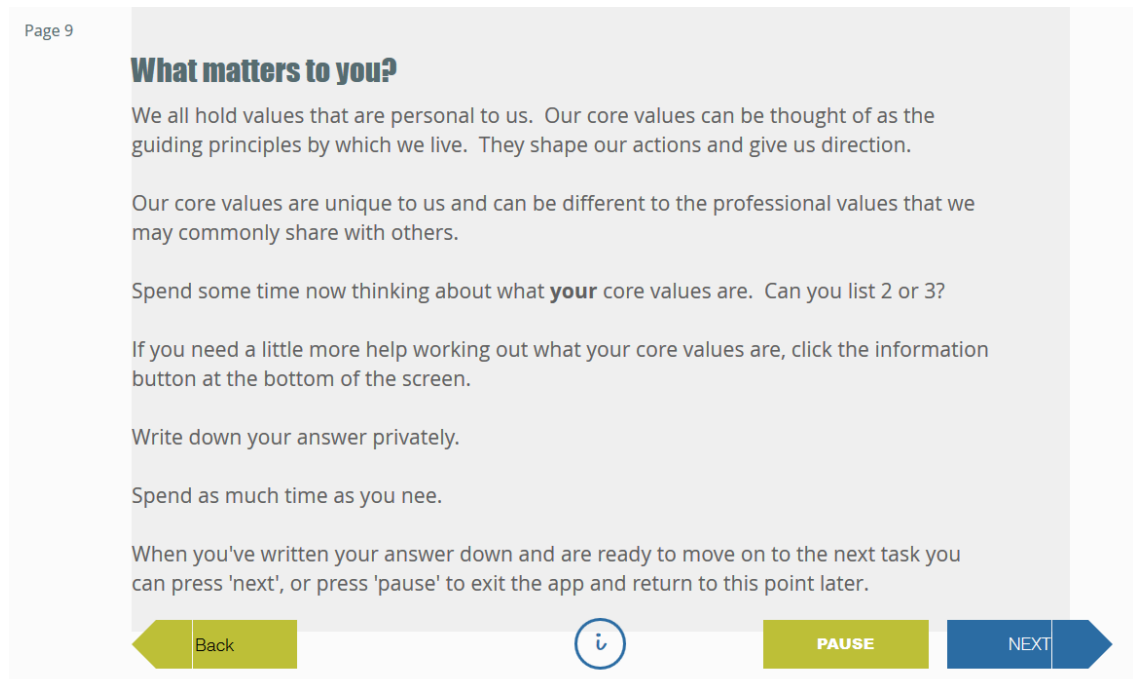 Page 9
What matters to you?
We all hold values that are personal to us.  Our core values can be thought of as the
guiding principles by which we live.  They shape our actions and give us direction.
Our core values are unique to us and can be different to the professional values that we
may commonly share with others.
Spend some time now thinking about what your core values are.  Can you list 2 or 3?
If you need a little more help working out what your core values are, click the information
button at the bottom of the screen.
Write down your answer privately.
Spend as much time as you nee.
When you've written your answer down and are ready to move on to the next task you
can press 'next', or press 'pause' to exit the app and return to this point later.
Back
i
PAUSE
NEXT